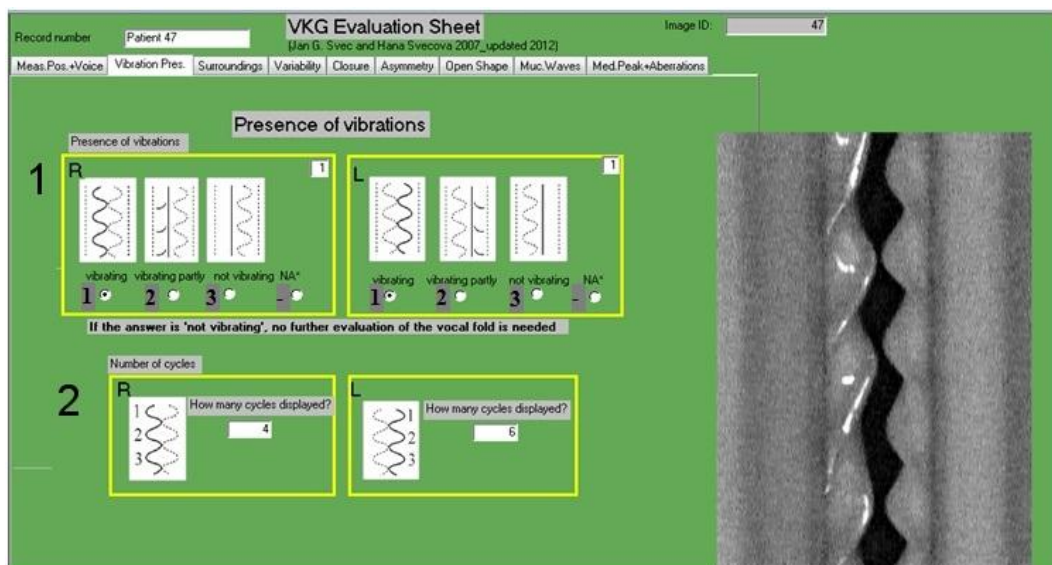 VKG Evaluation Sheet
Image ID: 47
Record number Patient 47
(Jan G. Svec and Hana Svecova 2007_updated 2012)
Meas.Pos.+Voice Vibration Pres. Surroundings Variability Closure Asymmetry Open Shape Muc.Waves Med.Peak+Aberrations
Presence of vibrations
Presence of vibrations
1
R 1
L 1
vibrating vibrating partly not vibrating NA*
1 2 3 -
vibrating vibrating partly not vibrating NA*
1 2 3 -
If the answer is 'not vibrating', no further evaluation of the vocal fold is needed
Number of cycles
2
R
How many cycles displayed?
4
1
2
3
L
How many cycles displayed?
6
1
2
3